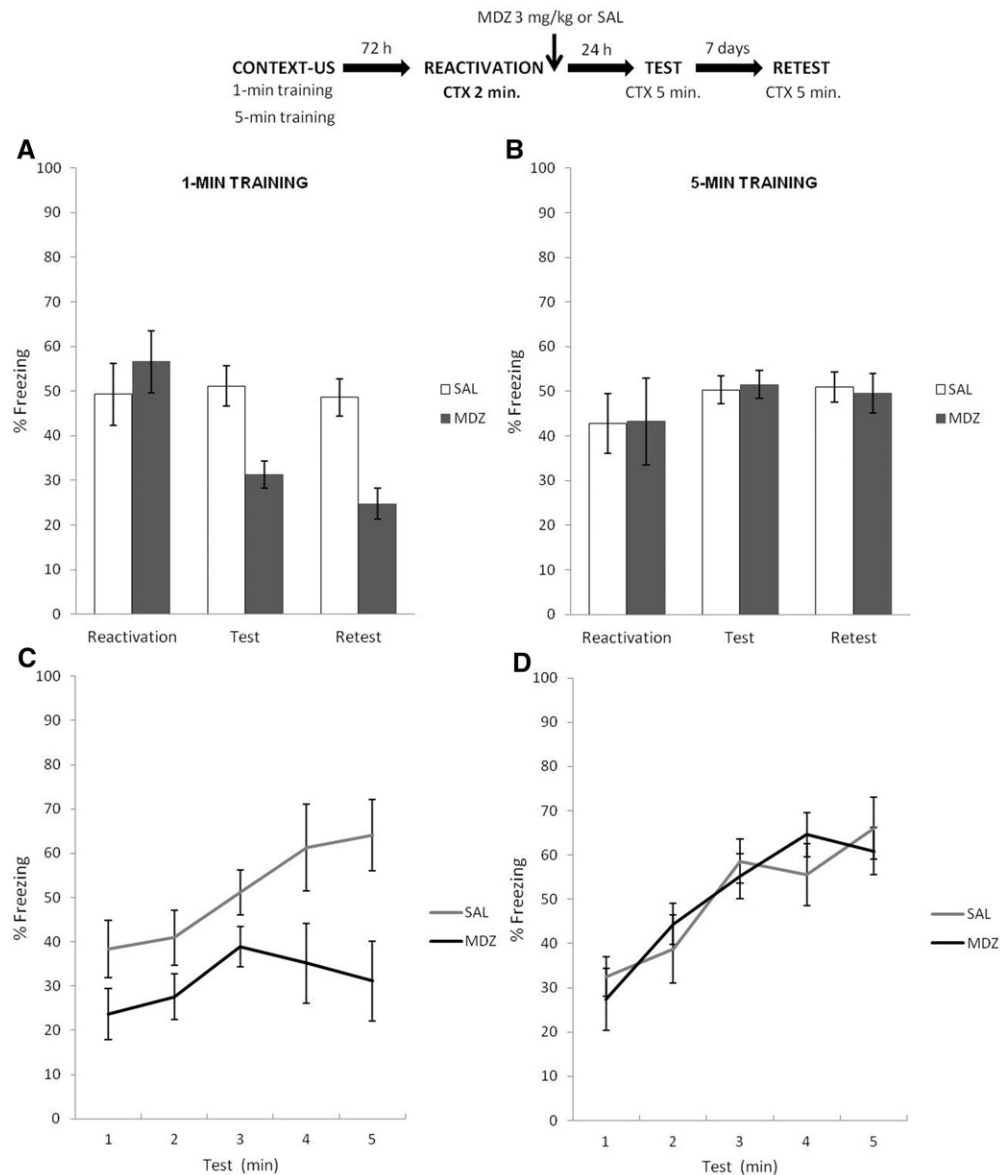 MDZ 3 mg/kg or SAL
72 h
24 h
7 days
CONTEXT-US
REACTIVATION
TEST
RETEST
1-min training
CTX 2 min.
CTX 5 min.
CTX 5 min.
5-min training
A
1-MIN TRAINING
100
90
80
70
60
50
40
30
20
10
0
% Freezing
SAL
MDZ
Reactivation
Test
Retest
B
5-MIN TRAINING
100
90
80
70
60
50
40
30
20
10
0
% Freezing
SAL
MDZ
Reactivation
Test
Retest
C
100
90
80
70
60
50
40
30
20
10
0
% Freezing
SAL
MDZ
1 2 3 4 5
Test (min)
D
100
90
80
70
60
50
40
30
20
10
0
% Freezing
SAL
MDZ
1 2 3 4 5
Test (min)